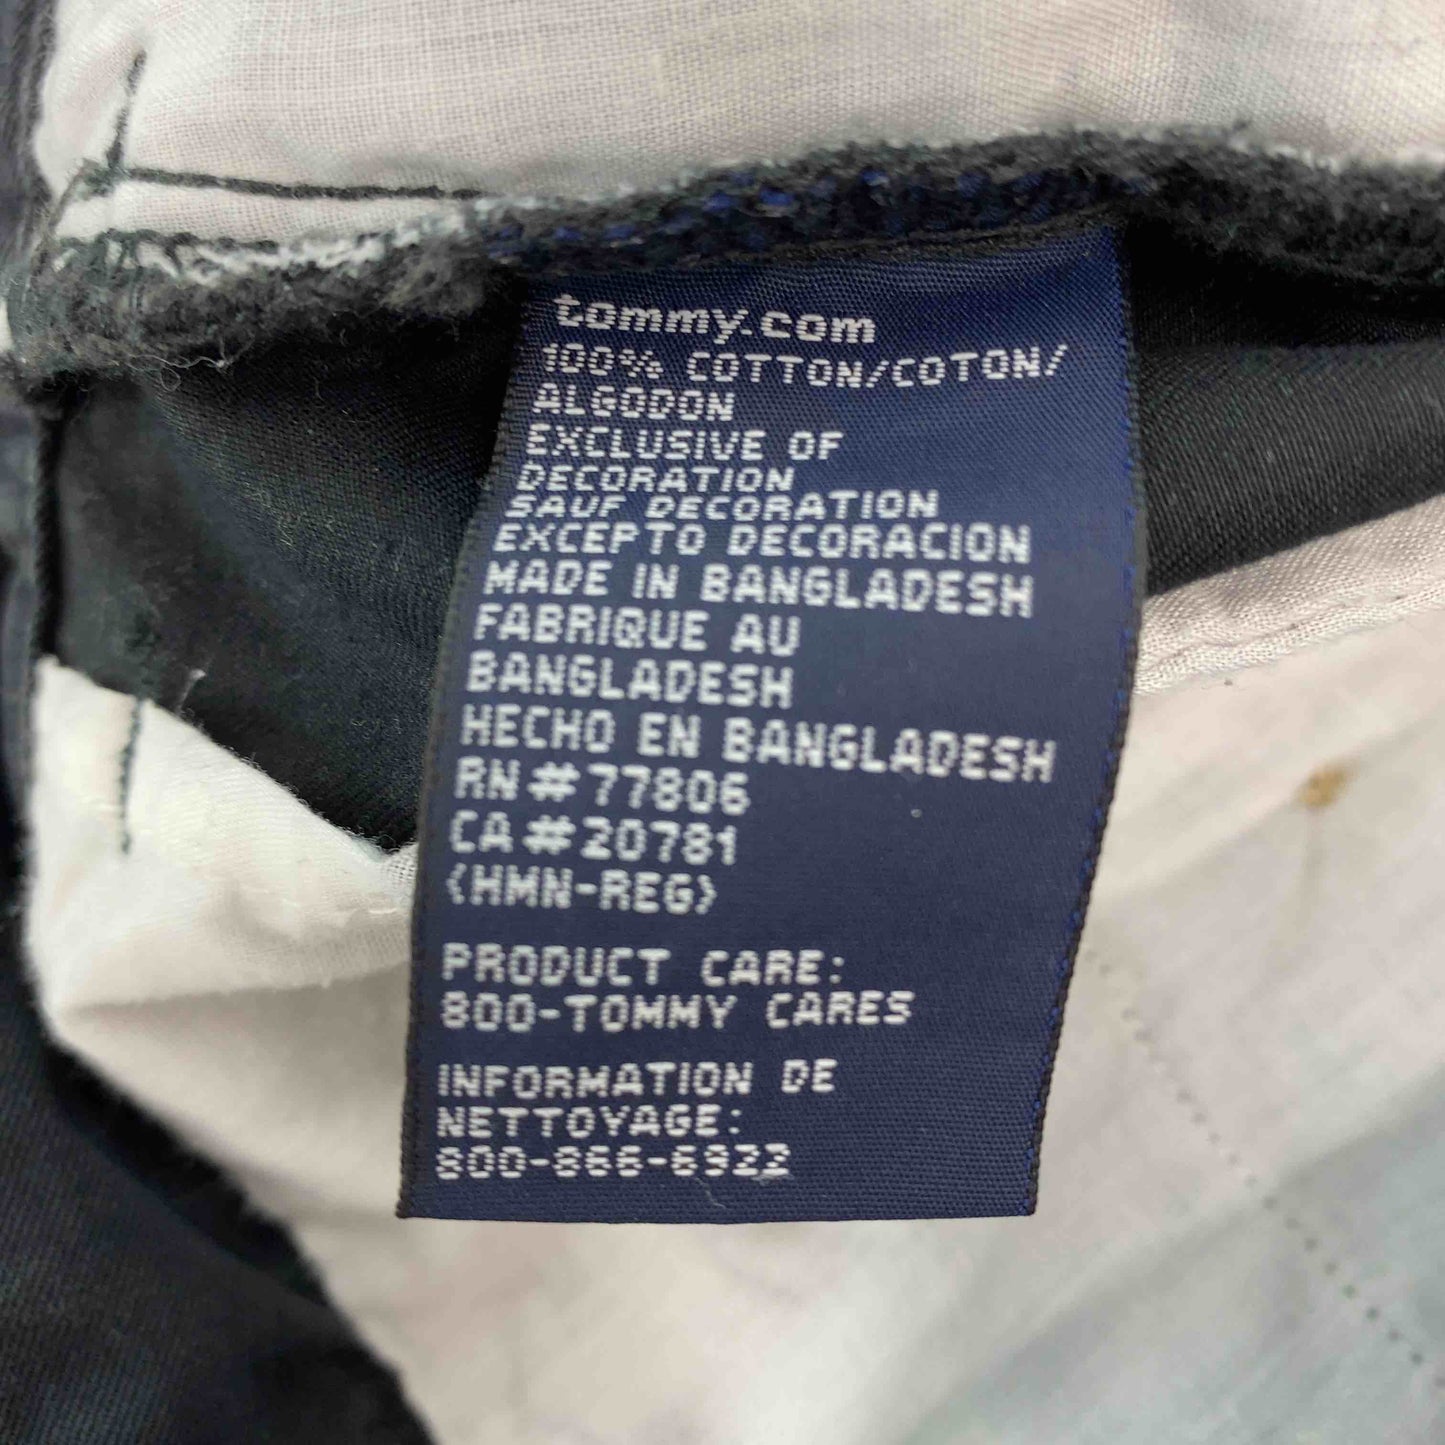 tommy.com
100% COTTON/COTON/
ALGODON
EXCLUSIVE OF
DECORATION
SAUF DECORATION
EXCEPTO DECORACION
MADE IN BANGLADESH
FABRIQUE AU
BANGLADESH
HECHO EN BANGLADESH
RN#77806
CA#20781
(HMN-REG)
PRODUCT CARE:
800-TOMMY CARES
INFORMATION DE
NETTOYAGE:
800-866-6922